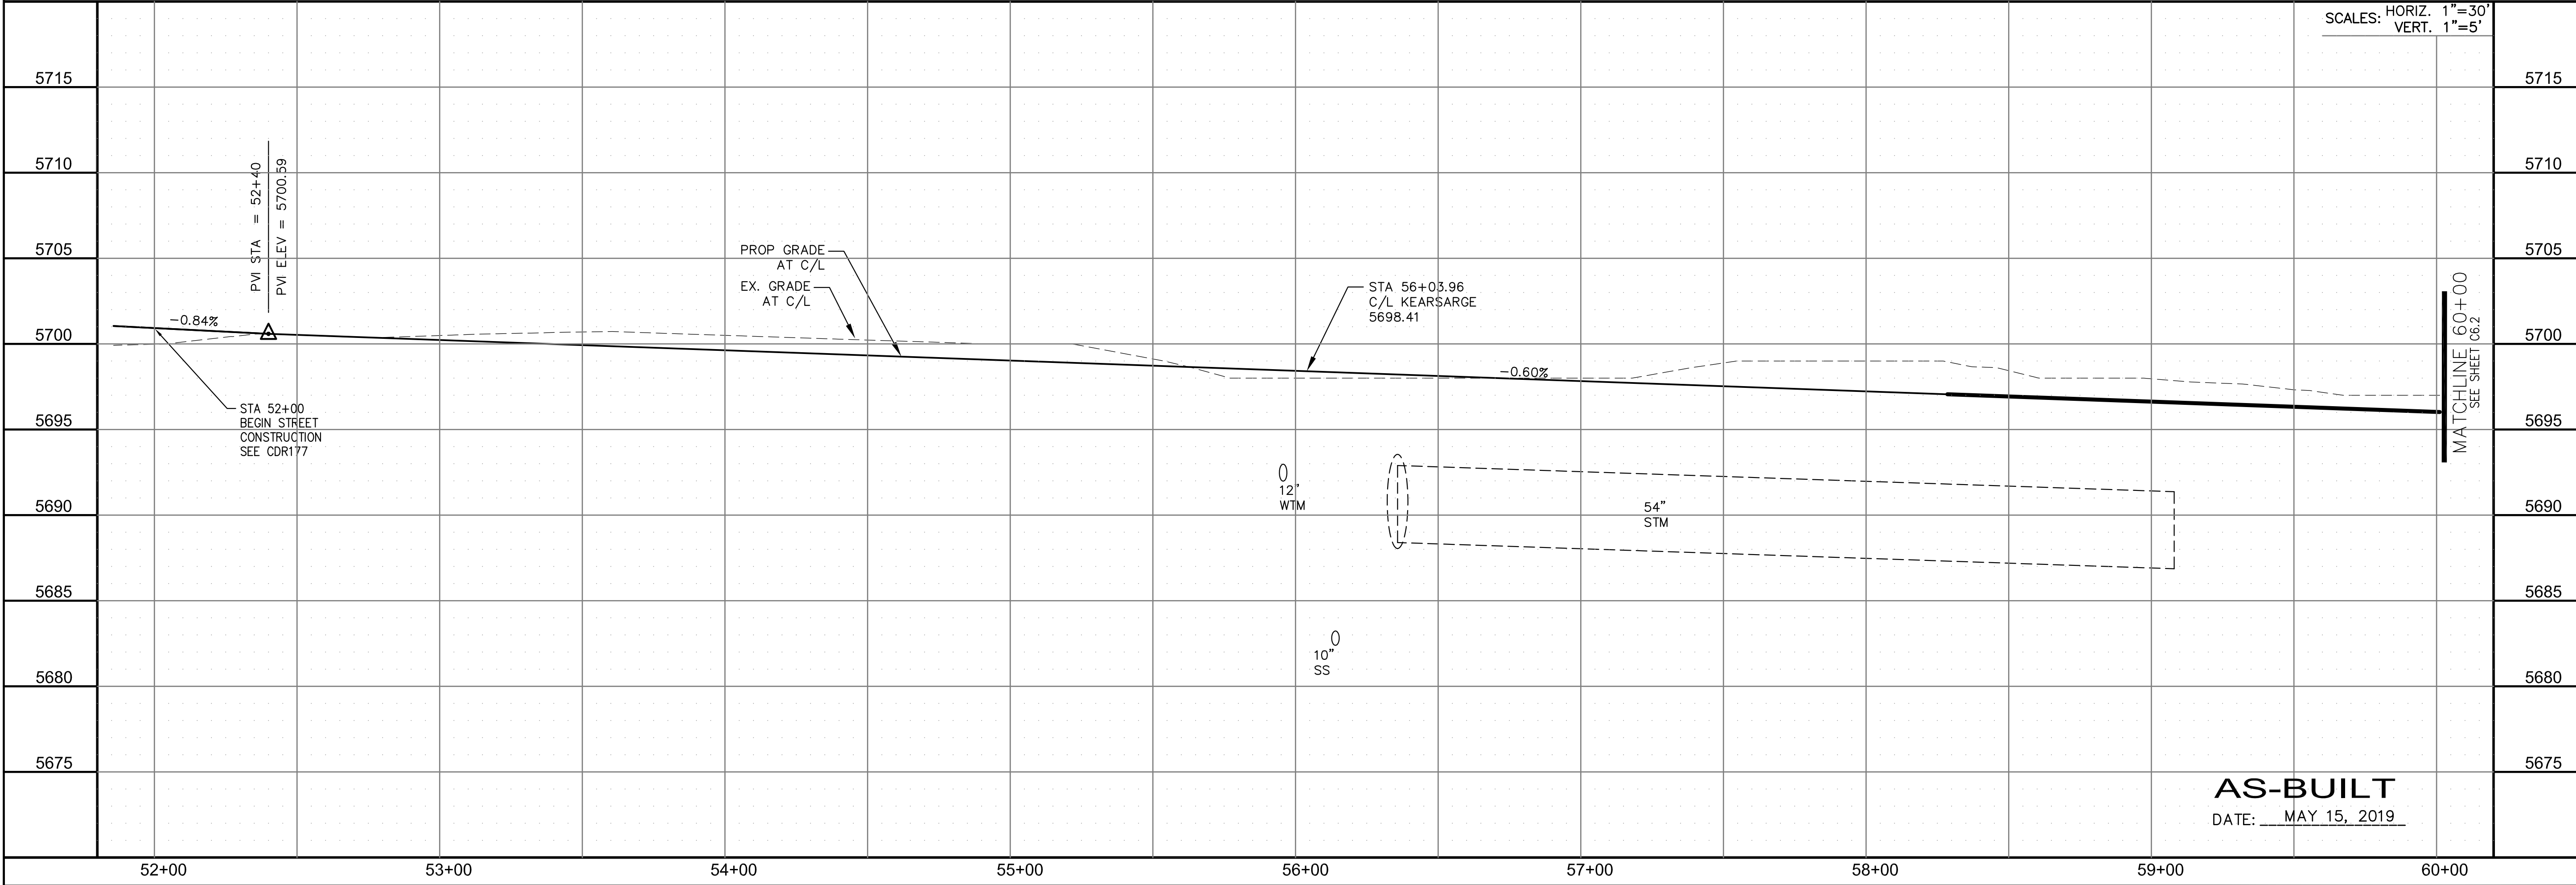 SCALES: HORIZ. 1"=30'
VERT. 1"=5'
5715
5715
5710
5710
PVI STA = 52+40
PVI ELEV = 5700.59
5705
5705
PROP GRADE
AT C/L
EX. GRADE
AT C/L
STA 56+03.96
C/L KEARSARGE
5698.41
MATCHLINE 60+00
SEE SHEET C6.2
-0.84%
5700
5700
-0.60%
STA 52+00
BEGIN STREET
CONSTRUCTION
SEE CDR177
5695
5695
12"
WTM
54"
STM
5690
5690
5685
5685
10"
SS
5680
5680
5675
5675
AS-BUILT
DATE: MAY 15, 2019
52+00
53+00
54+00
55+00
56+00
57+00
58+00
59+00
60+00